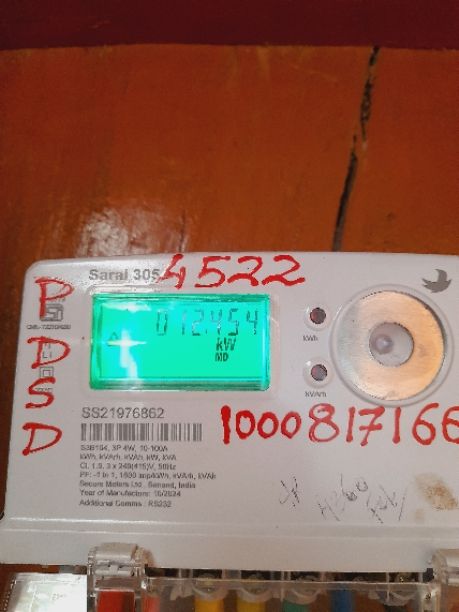 Saral 305
4522
P
D
S
D
012.454
kW
MD
kWh
kVArh
SS21976862
1000817166
S3B164, 3P 4W, 10-100A
kWh, kVArh, kVAh, kW, kVA
Cl. 1.0, 3 x 240(415)V, 50Hz
Secure Meters Ltd., Sanand, India
Year of Manufacture: 10/2024
Additional Comms : RS232